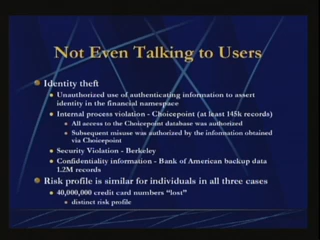 Not Even Talking to Users
Identity theft
Unauthorized use of authenticating information to assert
identity in the financial namespace
Internal process violation - Choicepoint (at least 145k records)
All access to the Choicepoint database was authorized
Subsequent misuse was authorized by the information obtained
via Choicepoint
Security Violation - Berkeley
Confidentiality information - Bank of American backup data
1.2M records
Risk profile is similar for individuals in all three cases
40,000,000 credit card numbers "lost"
distinct risk profile